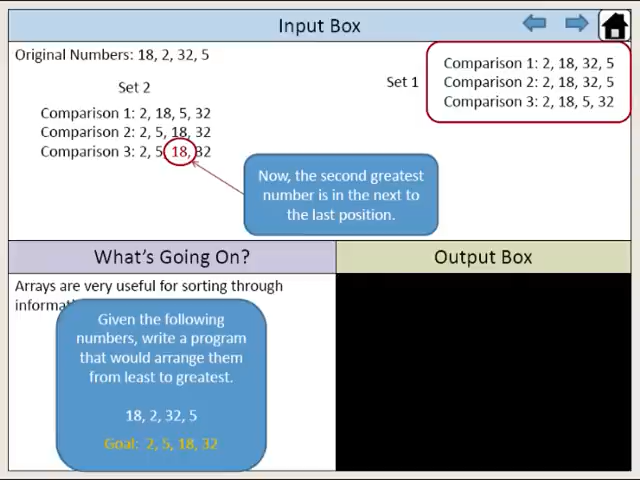 Input Box
Original Numbers: 18, 2, 32, 5
Set 2
Comparison 1: 2, 18, 5, 32
Comparison 2: 2, 5, 18, 32
Comparison 3: 2, 5, 18, 32
Set 1
Comparison 1: 2, 18, 32, 5
Comparison 2: 2, 18, 32, 5
Comparison 3: 2, 18, 5, 32
Now, the second greatest
number is in the next to
the last position.
What's Going On?
Arrays are very useful for sorting through
Given the following
numbers, write a program
that would arrange them
from least to greatest.
18, 2, 32, 5
Goal: 2, 5, 18, 32
Output Box